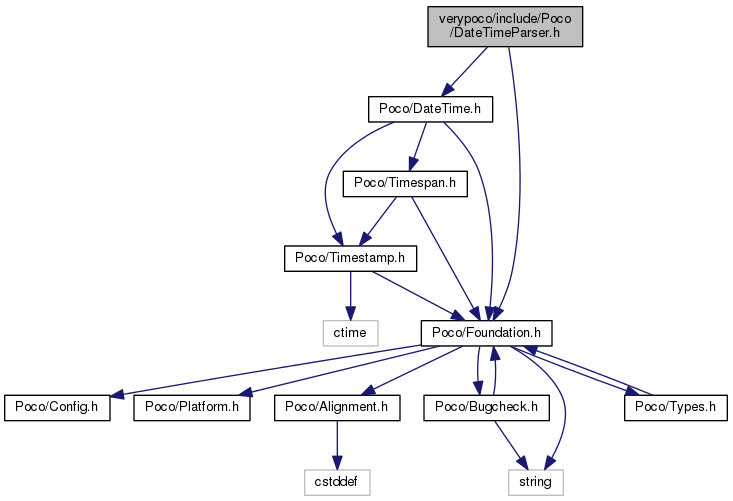 verypoco/include/Poco
/DateTimeParser.h
Poco/DateTime.h
Poco/Timespan.h
Poco/Timestamp.h
ctime
Poco/Foundation.h
Poco/Config.h
Poco/Platform.h
Poco/Alignment.h
Poco/Bugcheck.h
Poco/Types.h
cstddef
string